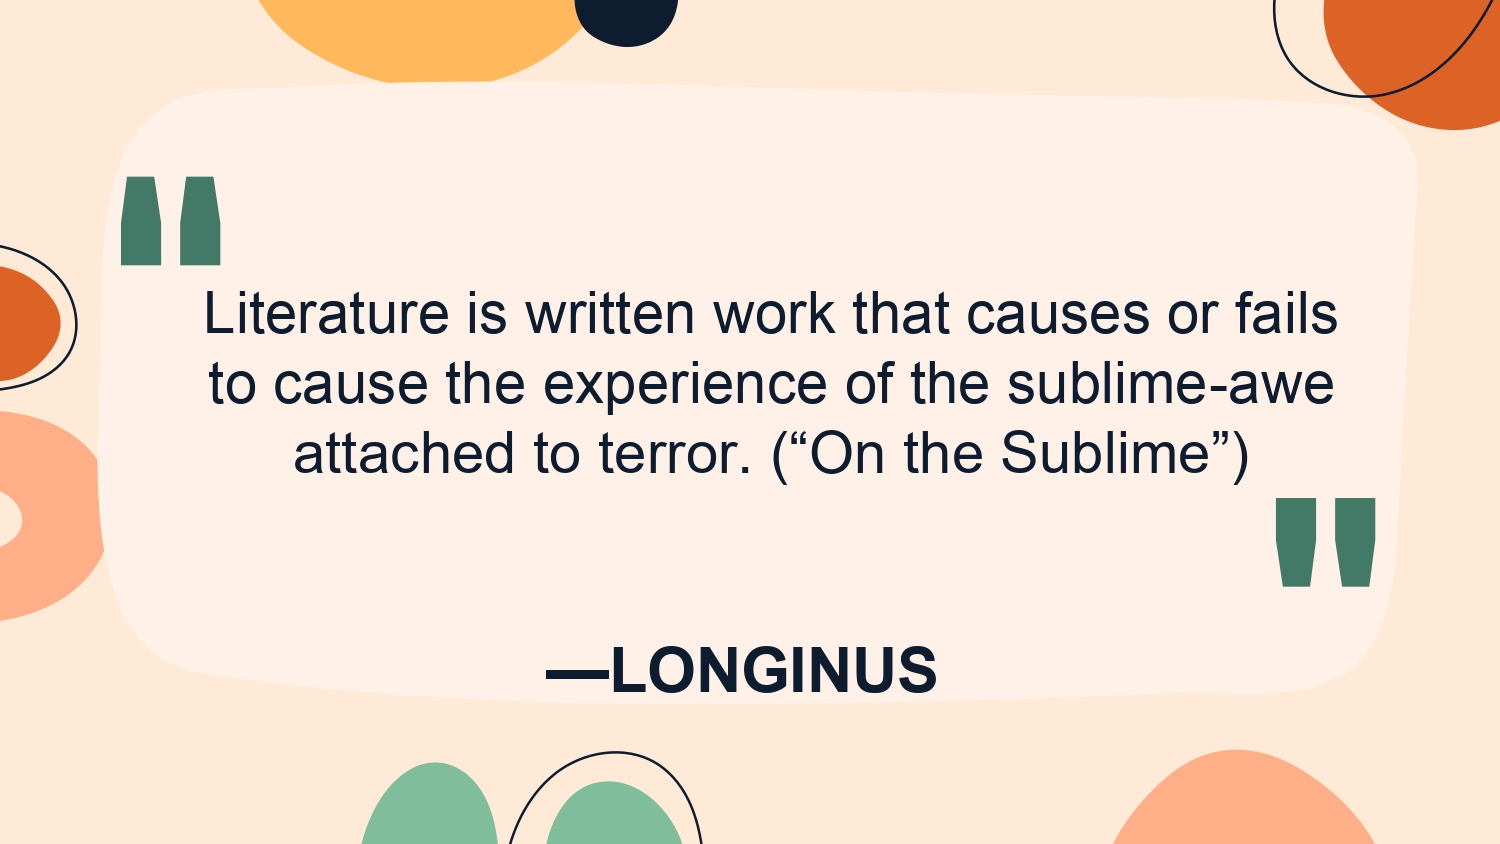 "
Literature is written work that causes or fails
to cause the experience of the sublime-awe
attached to terror. (“On the Sublime”)
"
—LONGINUS